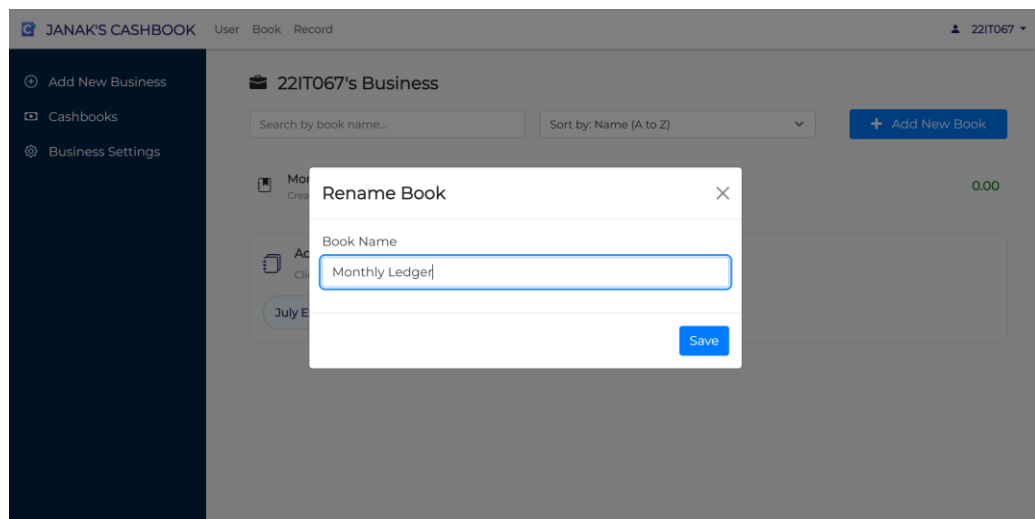 JANAK'S CASHBOOK User Book Record 22IT067
Add New Business
Cashbooks
Business Settings
22IT067's Business
Search by book name... Sort by: Name (A to Z) + Add New Book
0.00
Rename Book
Book Name
Monthly Ledger
July E
Save